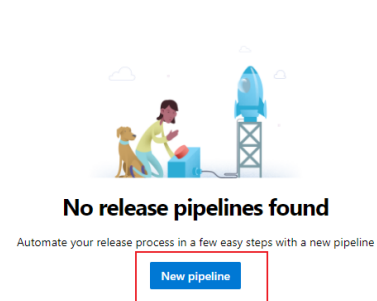 No release pipelines found
Automate your release process in a few easy steps with a new pipeline
New pipeline